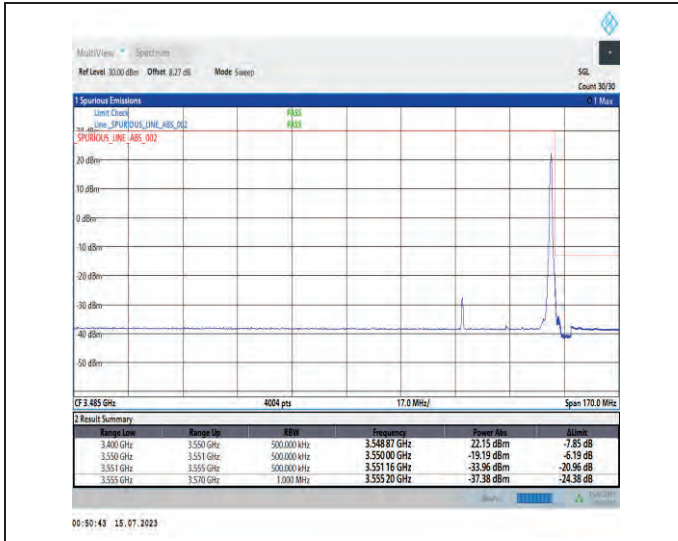 MultiView Spectrum
Ref Level 30.00 dBm Offset 8.27 dB Mode Sweep SGL
Count 30/30
1 Spurious Emissions 1 Max
Limit Check PASS
Line _SPURIOUS_LINE_ABS_002 PASS
_SPURIOUS_LINE_ABS_002
20 dBm
10 dBm
0 dBm
-10 dBm
-20 dBm
-30 dBm
-40 dBm
-50 dBm
CF 3.485 GHz 4004 pts 17.0 MHz/ Span 170.0 MHz
2 Result Summary
Range Low Range Up RBW Frequency Power Abs ΔLimit
3.400 GHz 3.550 GHz 500.000 kHz 3.548 87 GHz 22.15 dBm -7.85 dB
3.550 GHz 3.551 GHz 500.000 kHz 3.550 00 GHz -19.19 dBm -6.19 dB
3.551 GHz 3.555 GHz 500.000 kHz 3.551 16 GHz -33.96 dBm -20.96 dB
3.555 GHz 3.570 GHz 1.000 MHz 3.555 20 GHz -37.38 dBm -24.38 dB
00:50:43 15.07.2023